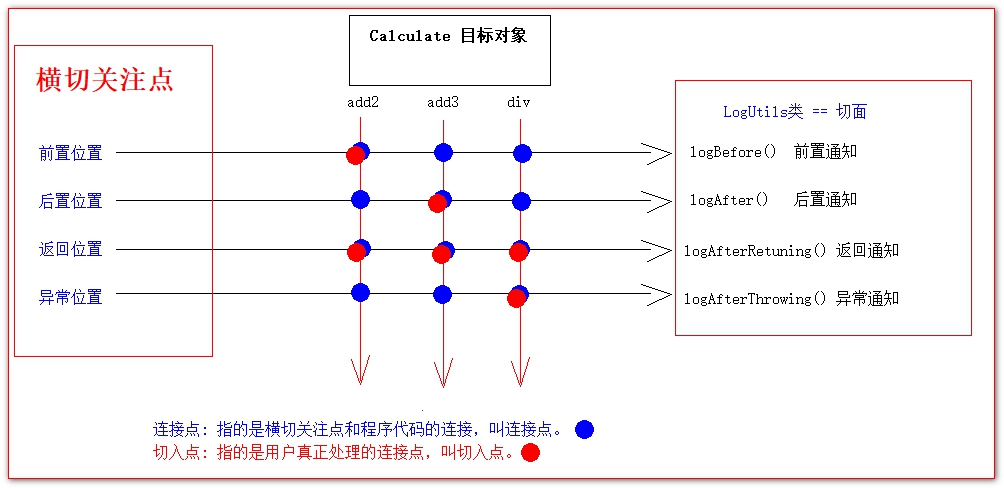 Calculate 目标对象
横切关注点
add2 add3 div
LogUtils类 == 切面
前置位置 logBefore() 前置通知
后置位置 logAfter() 后置通知
返回位置 logAfterRetuning() 返回通知
异常位置 logAfterThrowing() 异常通知
连接点: 指的是横切关注点和程序代码的连接，叫连接点。
切入点: 指的是用户真正处理的连接点，叫切入点。